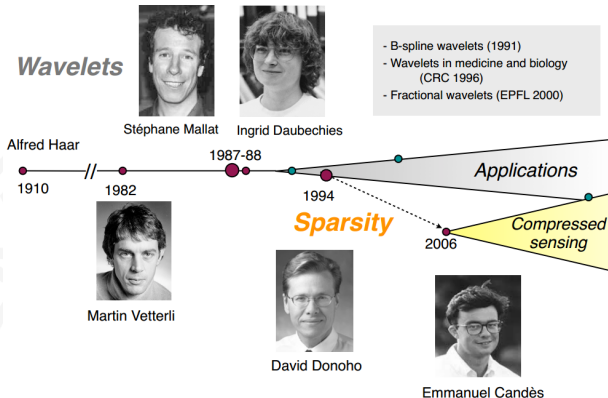 Wavelets
- B-spline wavelets (1991)
- Wavelets in medicine and biology
(CRC 1996)
- Fractional wavelets (EPFL 2000)
Stéphane Mallat
Ingrid Daubechies
Alfred Haar
1987-88
1910
1982
1994
Applications
Sparsity
2006
Compressed
sensing
Martin Vetterli
David Donoho
Emmanuel Candès